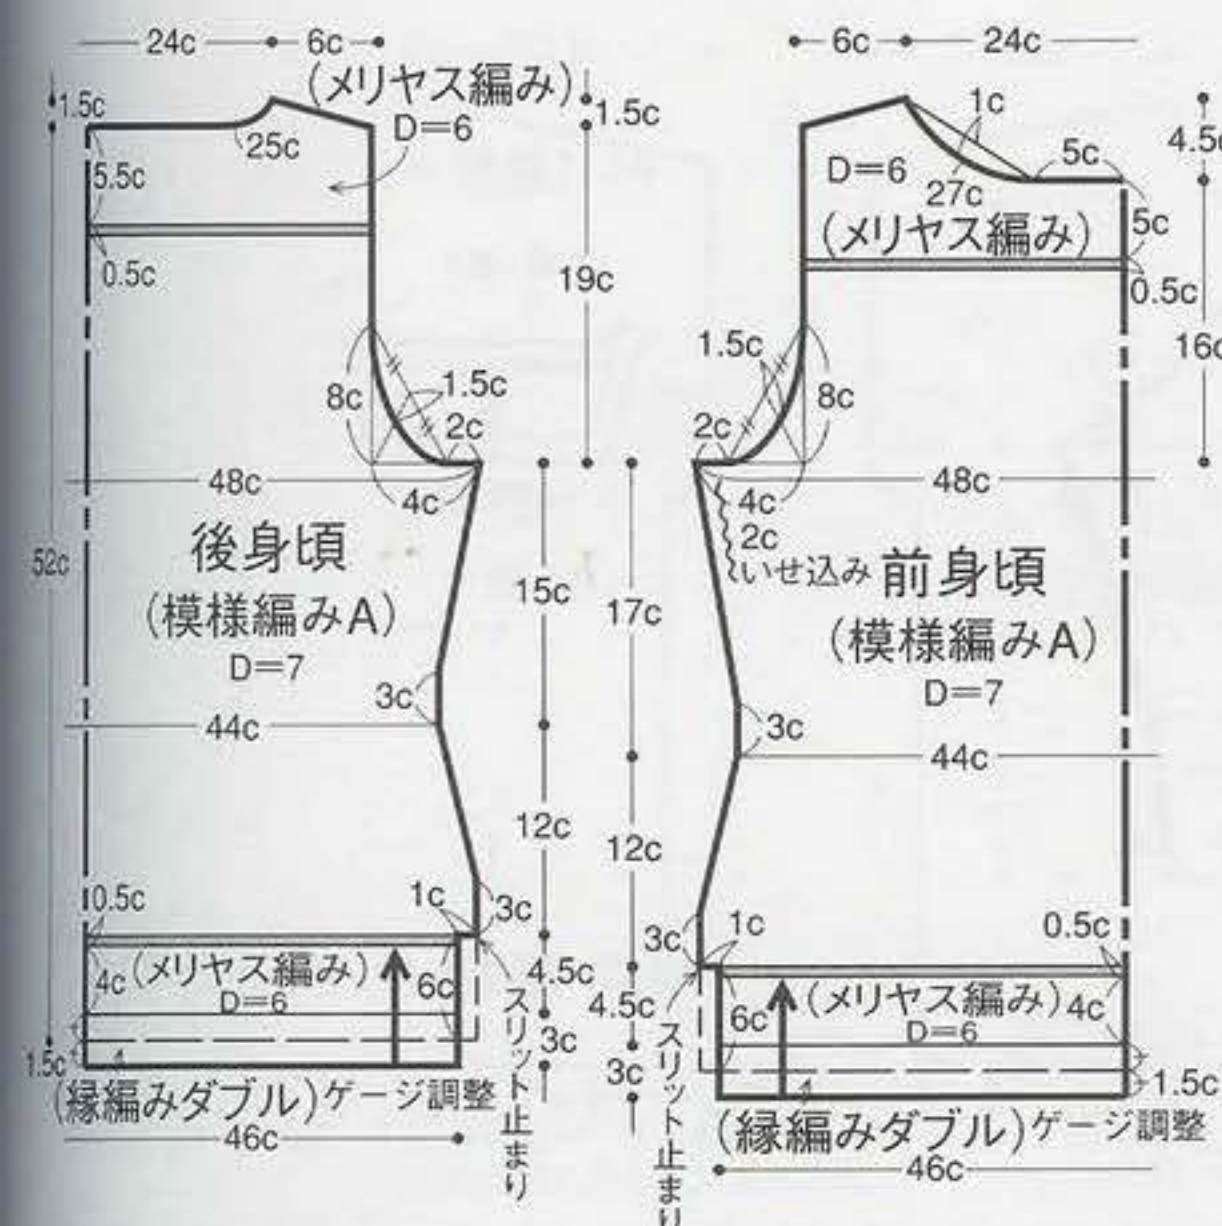 24c 6c
(メリヤス編み)
D=6
1.5c
25c
1.5c
5.5c
0.5c
19c
8c
1.5c
2c
48c
4c
52c
後身頃
(模様編みA)
D=7
15c
17c
3c
44c
12c
12c
0.5c
1c
3c
4c
(メリヤス編み)
D=6
6c
4.5c
3c
1.5c
(縁編みダブル)ゲージ調整
46c
スリット止まり
6c 24c
1c
4.5c
D=6
27c
5c
(メリヤス編み)
5c
0.5c
16c
1.5c
8c
2c
4c
48c
2c
いせ込み
前身頃
(模様編みA)
D=7
3c
44c
3c
1c
0.5c
4.5c
6c
(メリヤス編み)
D=6
4c
3c
1.5c
(縁編みダブル)ゲージ調整
46c
スリット止まり